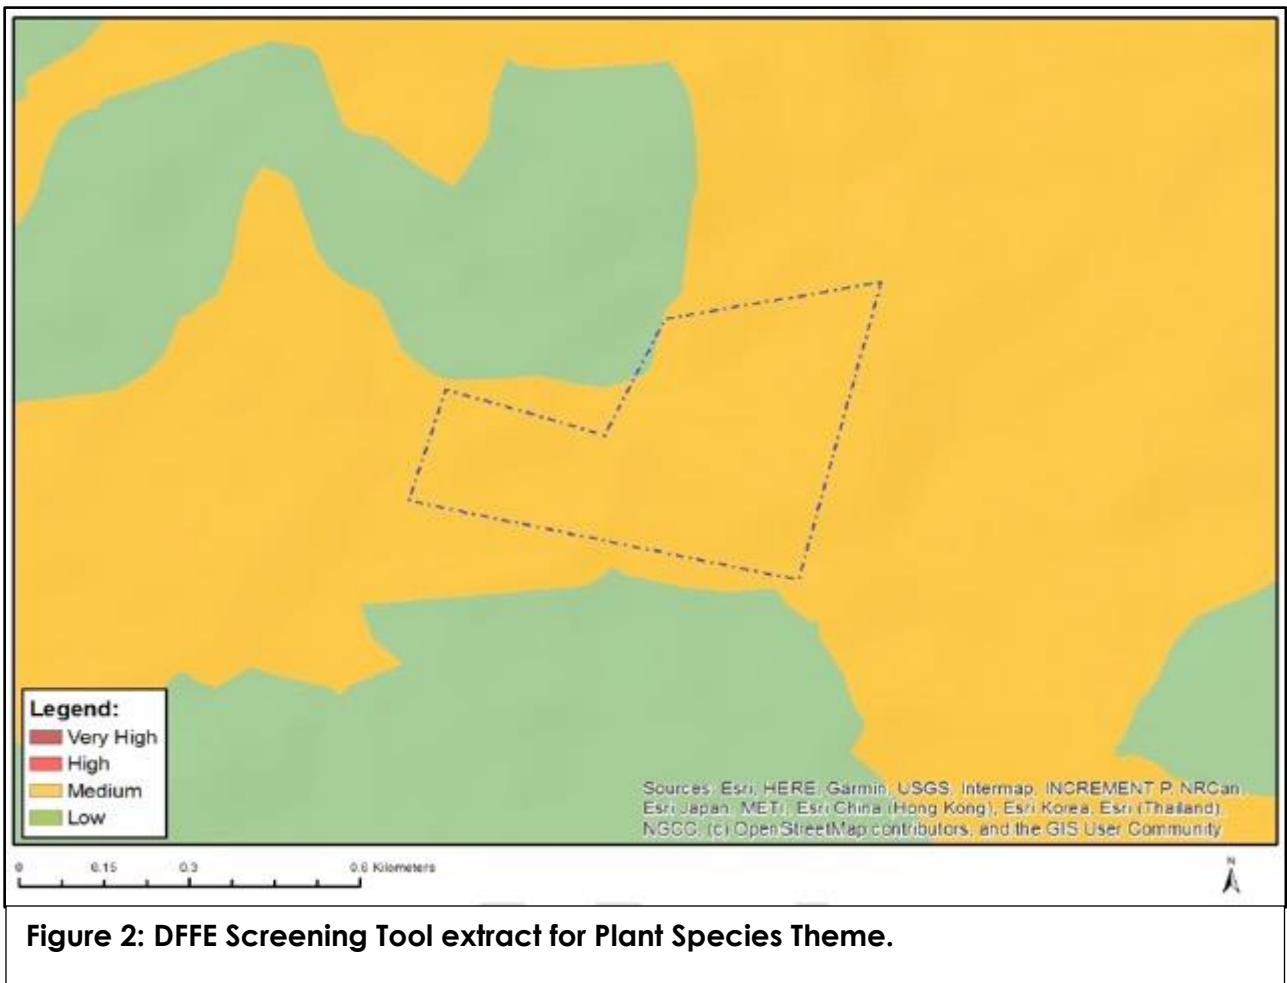 Legend:
Very High
High
Medium
Low
Sources: Esri, HERE, Garmin, USGS, Intermap, INCREMENT P, NRCan,
Esri Japan, METI, Esri China (Hong Kong), Esri Korea, Esri (Thailand),
NGCC, (c) OpenStreetMap contributors, and the GIS User Community
0 0.15 0.3 0.6 Kilometers
N
Figure 2: DFFE Screening Tool extract for Plant Species Theme.